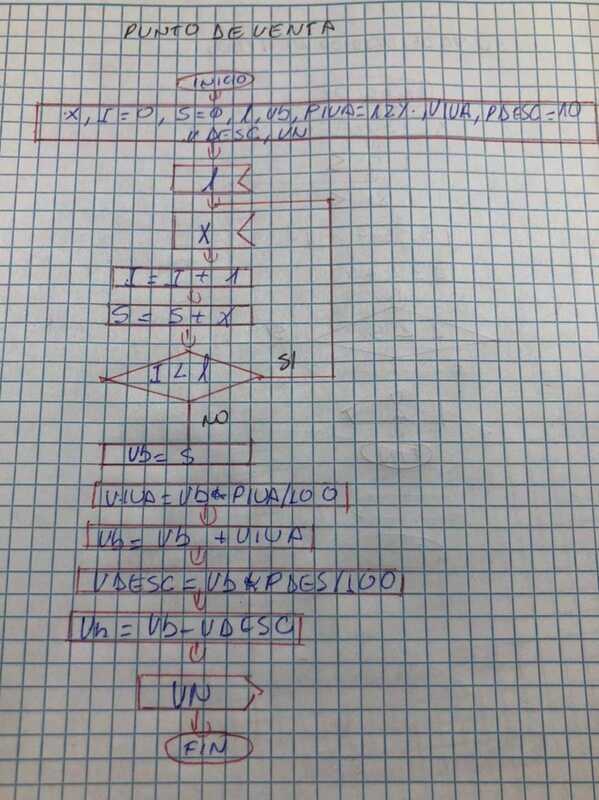 PUNTO DE VENTA
INICIO
X, I=0, S=0, l, Vb, PIVA=12%., VIVA, PDESC=10
VDESC, VN
l
X
I = I + 1
S = S + X
I < l
SI
NO
Vb = S
VIVA = Vb * PIVA/100
Vb = Vb + VIVA
VDESC = Vb * PDES/100
Vn = Vb - VDESC
VN
FIN